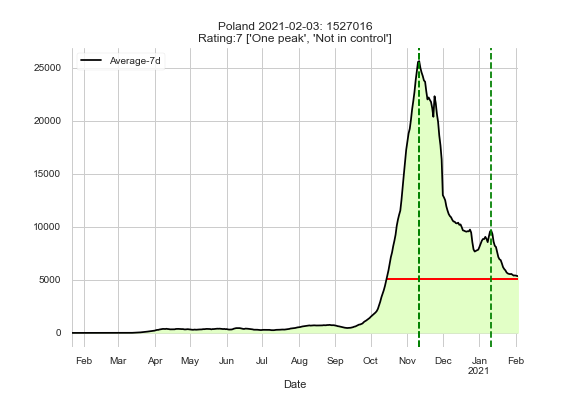 Poland 2021-02-03: 1527016
Rating:7 ['One peak', 'Not in control']
Average-7d
25000
20000
15000
10000
5000
0
Feb Mar Apr May Jun Jul Aug Sep Oct Nov Dec Jan Feb
2021
Date